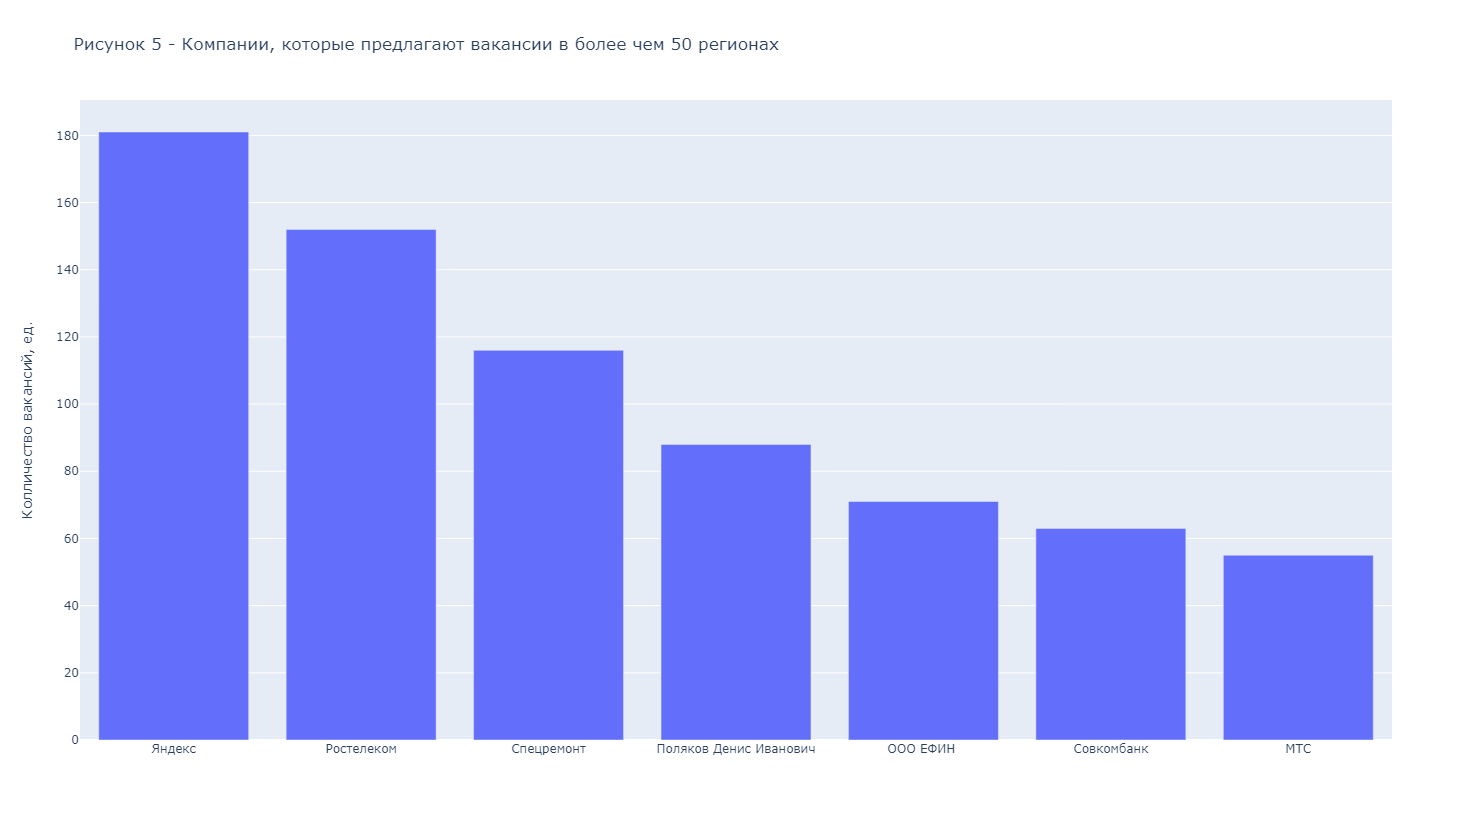 Рисунок 5 - Компании, которые предлагают вакансии в более чем 50 регионах
Колличество вакансий, ед.
180
160
140
120
100
80
60
40
20
0
Яндекс
Ростелеком
Спецремонт
Поляков Денис Иванович
ООО ЕФИН
Совкомбанк
МТС